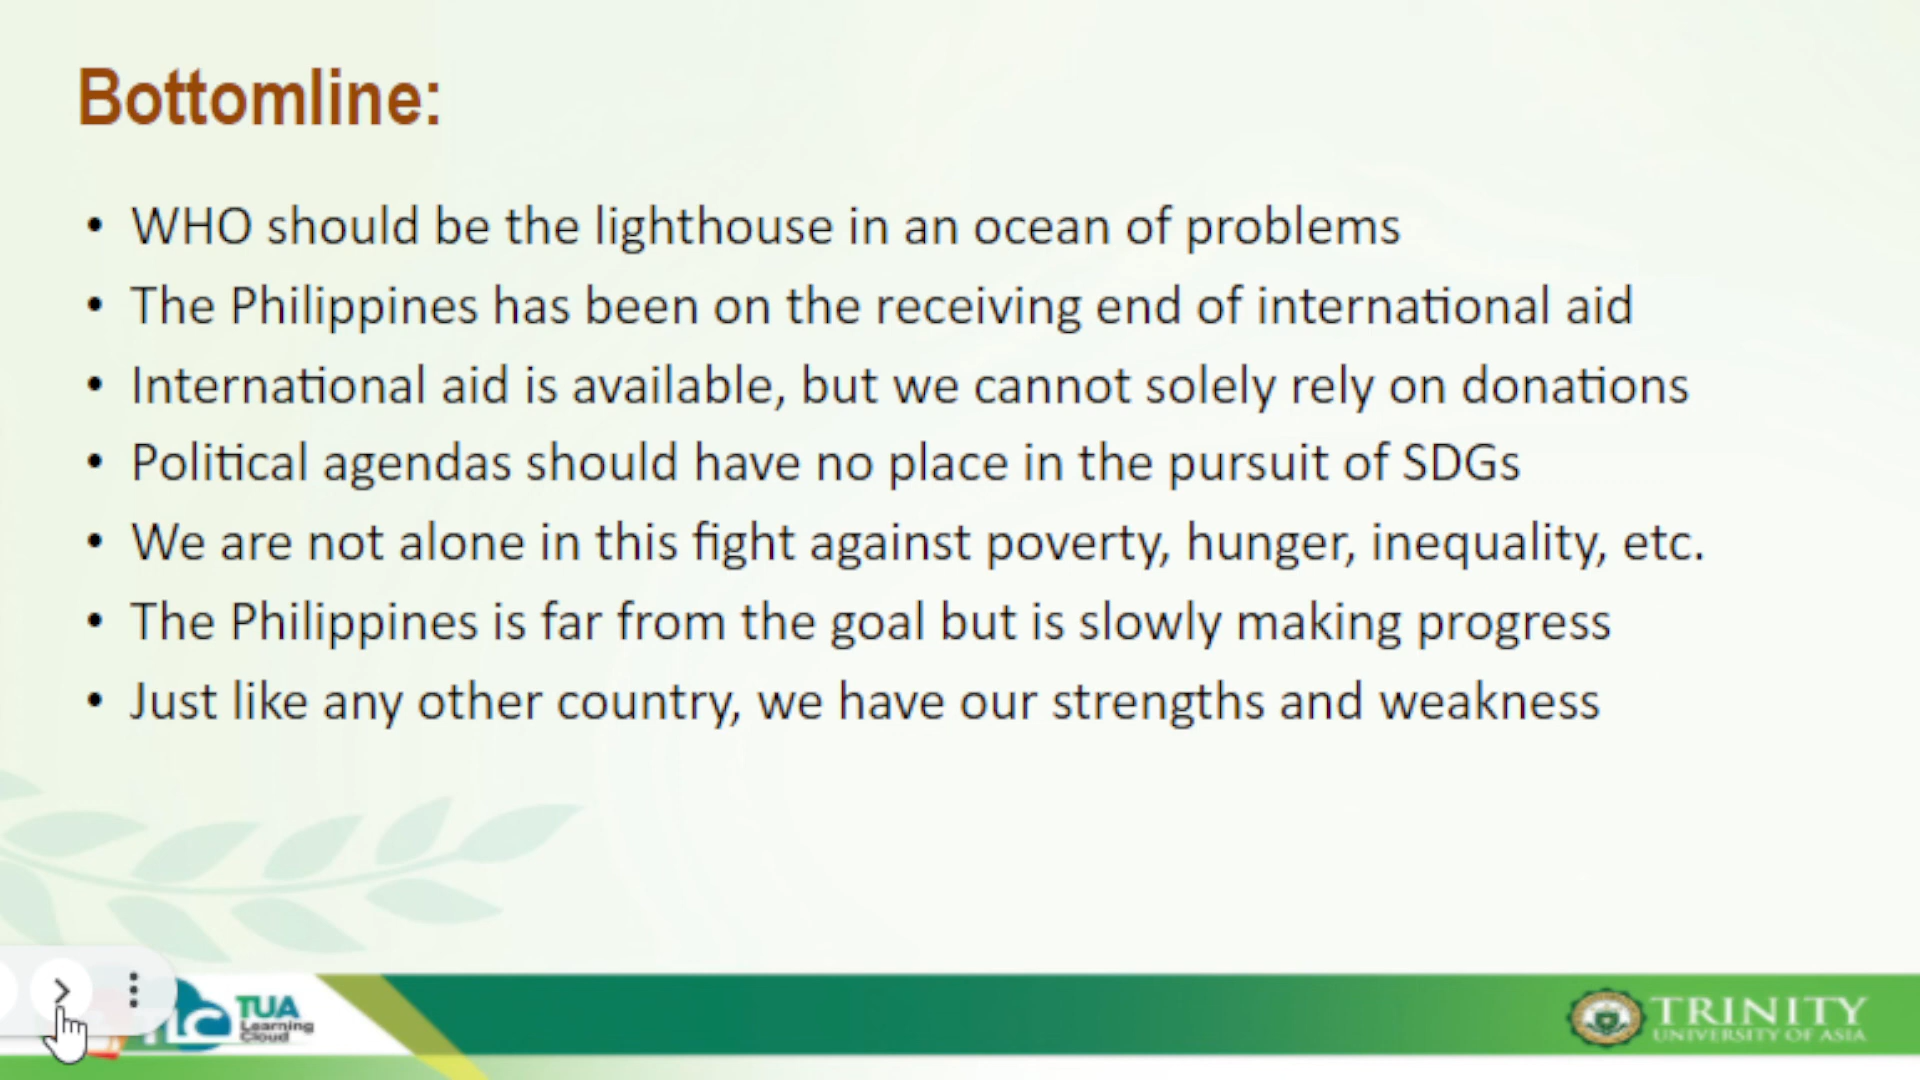 Bottomline:
• WHO should be the lighthouse in an ocean of problems
• The Philippines has been on the receiving end of international aid
• International aid is available, but we cannot solely rely on donations
• Political agendas should have no place in the pursuit of SDGs
• We are not alone in this fight against poverty, hunger, inequality, etc.
• The Philippines is far from the goal but is slowly making progress
• Just like any other country, we have our strengths and weakness
TLC
TUA
Learning
Cloud
TRINITY
UNIVERSITY OF ASIA